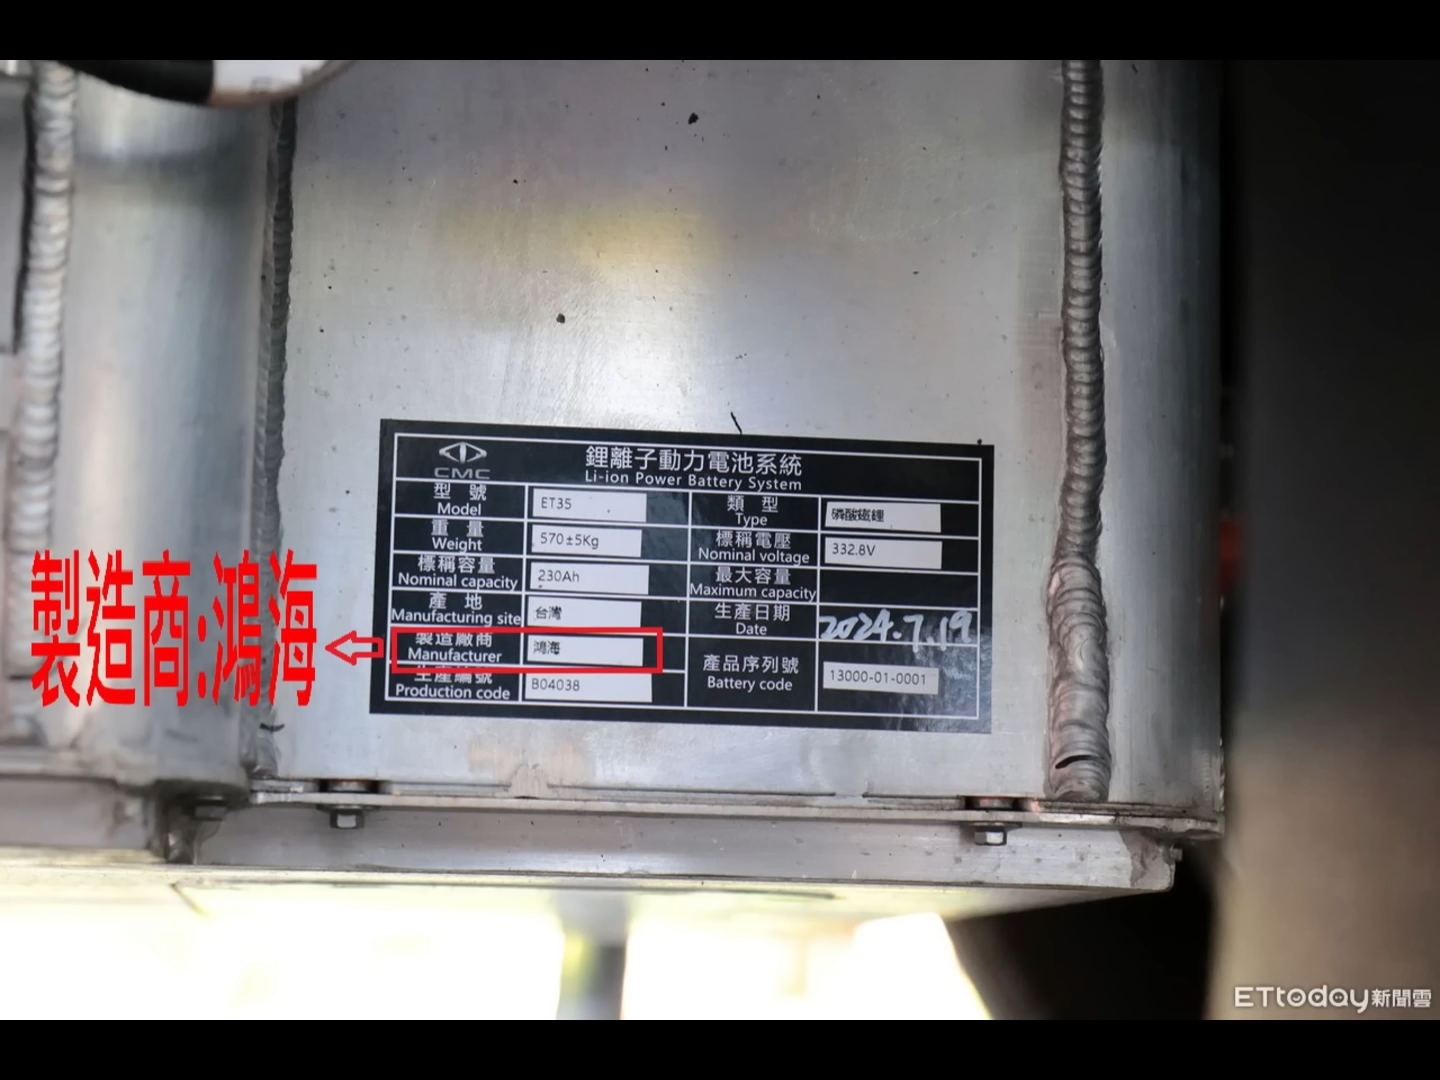 CMC
鋰離子動力電池系統
Li-ion Power Battery System
型 號
Model
ET35
類 型
Type
磷酸鐵鋰
重 量
Weight
570±5Kg
標稱電壓
Nominal voltage
332.8V
標稱容量
Nominal capacity
230Ah
最大容量
Maximum capacity
產 地
Manufacturing site
台灣
生產日期
Date
2024.7.19
製造廠商
Manufacturer
鴻海
生產編號
Production code
B04038
產品序列號
Battery code
13000-01-0001
製造商:鴻海
ETtoday新聞雲